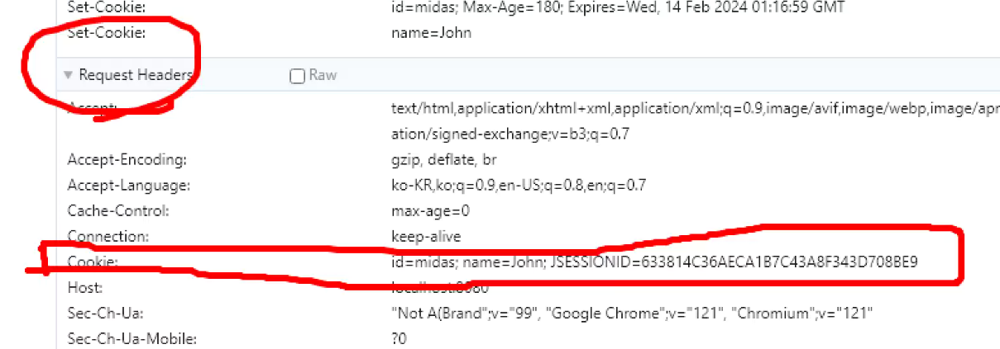 Set-Cookie: id=midas; Max-Age=180; Expires=Wed, 14 Feb 2024 01:16:59 GMT
Set-Cookie: name=John
Request Headers Raw
Accept: text/html,application/xhtml+xml,application/xml;q=0.9,image/avif,image/webp,image/apn
ation/signed-exchange;v=b3;q=0.7
Accept-Encoding: gzip, deflate, br
Accept-Language: ko-KR,ko;q=0.9,en-US;q=0.8,en;q=0.7
Cache-Control: max-age=0
Connection: keep-alive
Cookie: id=midas; name=John; JSESSIONID=633814C36AECA1B7C43A8F343D708BE9
Host: localhost:8080
Sec-Ch-Ua: "Not A(Brand";v="99", "Google Chrome";v="121", "Chromium";v="121"
Sec-Ch-Ua-Mobile: ?0